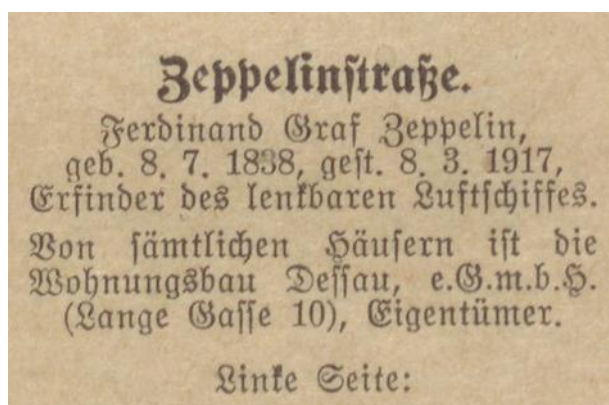 Zeppelinstraße.
Ferdinand Graf Zeppelin,
geb. 8. 7. 1838, gest. 8. 3. 1917,
Erfinder des lenkbaren Luftschiffes.
Von sämtlichen Häusern ist die
Wohnungsbau Dessau, e.G.m.b.H.
(Lange Gasse 10), Eigentümer.
Linke Seite: